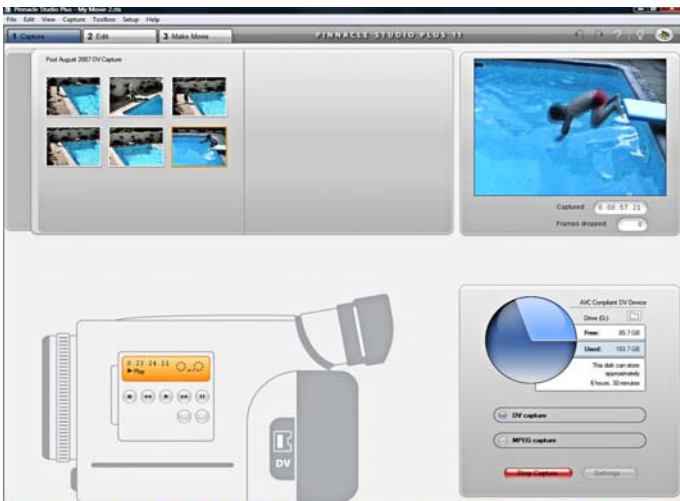 Pinnacle Studio Plus - My Movie 2.stx
File Edit View Capture Toolbox Setup Help
1 Capture 2 Edit 3 Make Movie PINNACLE STUDIO PLUS 11
Pool August 2007 DV Capture
Captured: 0:00:57.21
Frames dropped: 0
AVC Compliant DV Device
Drive (G:)
Free: 85.7 GB
Used: 193.7 GB
This disk can store
approximately
6 hours, 30 minutes
0:23:24.11
Play
DV
DV capture
MPEG capture
Stop Capture Settings